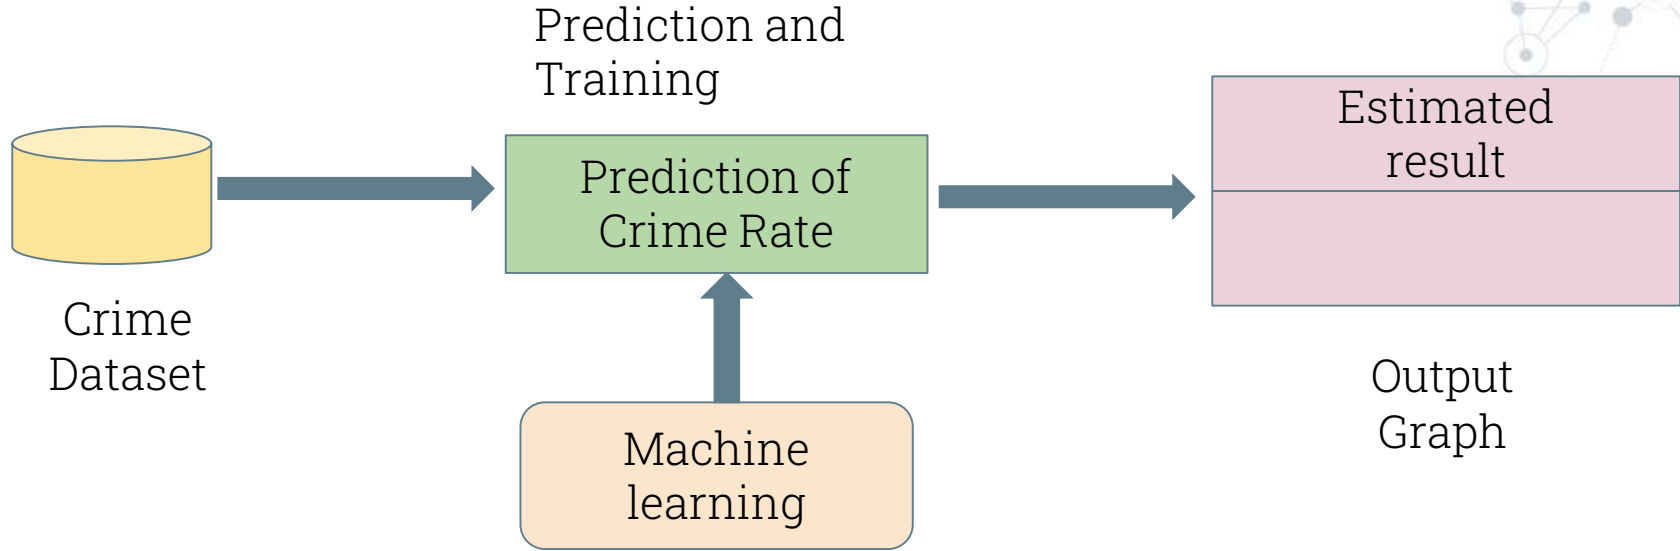 Prediction and
Training
Crime
Dataset
Prediction of
Crime Rate
Machine
learning
Estimated
result
Output
Graph